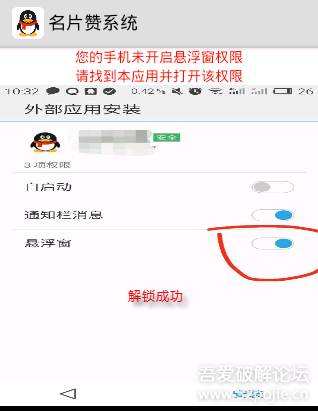 名片赞系统
您的手机未开启悬浮窗权限
请找到本应用并打开该权限
10:32 0.42% 26
外部应用安装
安全
3项权限
自启动
通知栏消息
悬浮窗
解锁成功
吾爱破解论坛
www.52pojie.cn